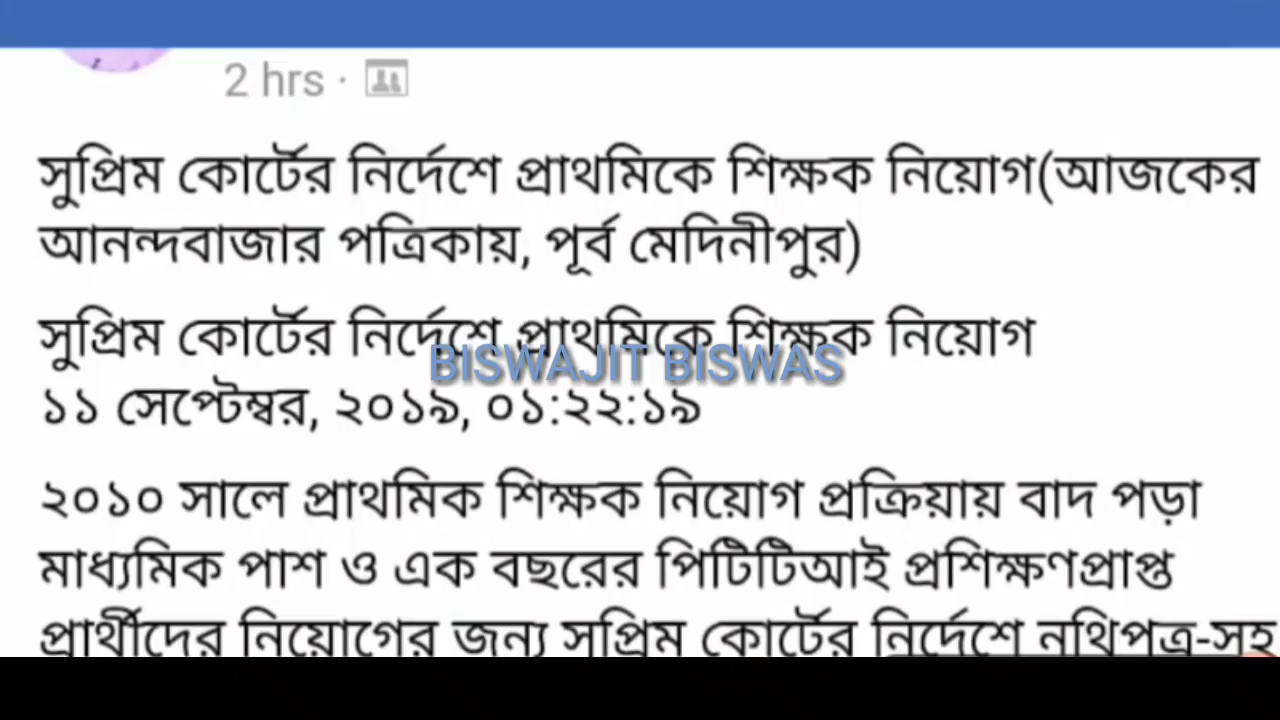 2 hrs ·
সুপ্রিম কোর্টের নির্দেশে প্রাথমিকে শিক্ষক নিয়োগ(আজকের
আনন্দবাজার পত্রিকায়, পূর্ব মেদিনীপুর)
সুপ্রিম কোর্টের নির্দেশে প্রাথমিকে শিক্ষক নিয়োগ
BISWAJIT BISWAS
১১ সেপ্টেম্বর, ২০১৯, ০১:২২:১৯
২০১০ সালে প্রাথমিক শিক্ষক নিয়োগ প্রক্রিয়ায় বাদ পড়া
মাধ্যমিক পাশ ও এক বছরের পিটিটিআই প্রশিক্ষণপ্রাপ্ত
প্রার্থীদের নিয়োগের জন্য সুপ্রিম কোর্টের নির্দেশে নথিপত্র-সহ